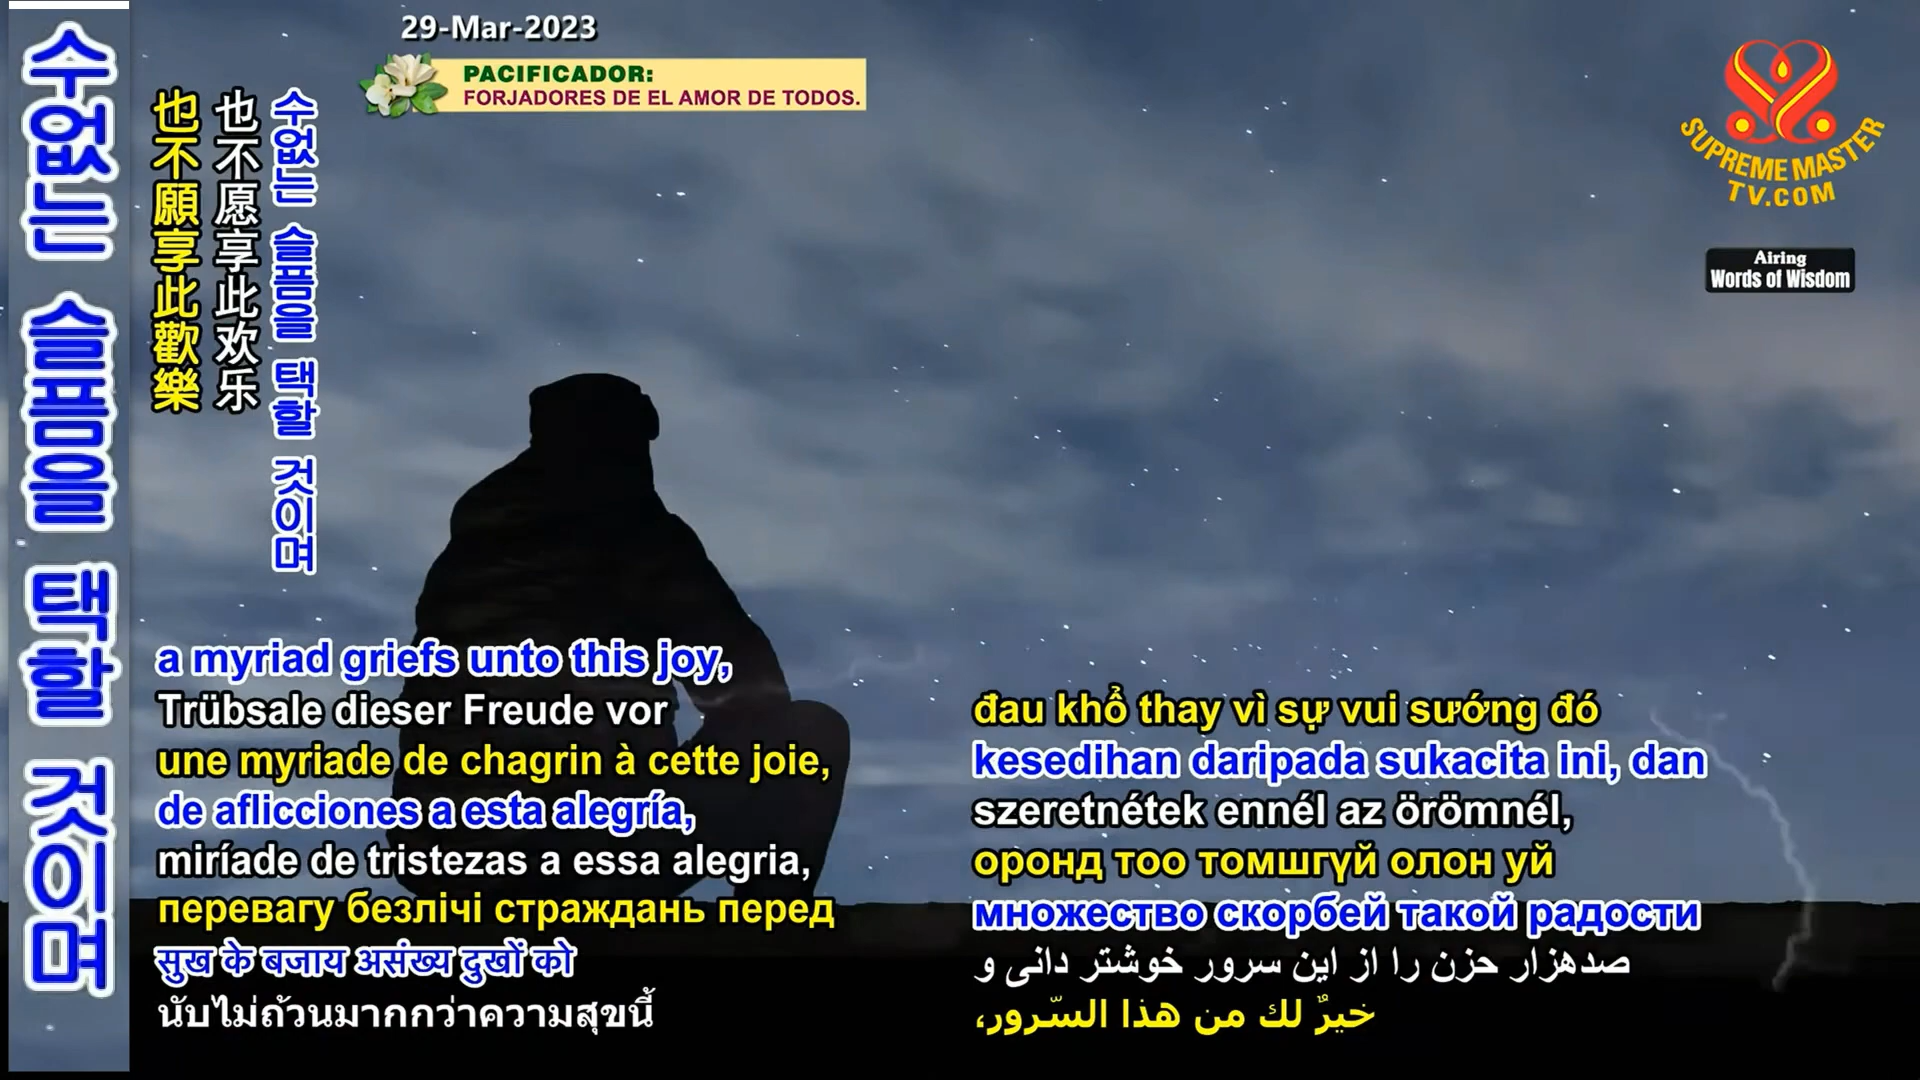 29-Mar-2023
PACIFICADOR:
FORJADORES DE EL AMOR DE TODOS.
SUPREME MASTER
TV.COM
Airing
Words of Wisdom
수없는 슬픔을 택할 것이며
也不願享此歡樂
也不愿享此欢乐
수없는 슬픔을 택할 것이며
a myriad griefs unto this joy,
Trübsale dieser Freude vor
une myriade de chagrin à cette joie,
de aflicciones a esta alegría,
miríade de tristezas a essa alegria,
перевагу безлічі страждань перед
सुख के बजाय असंख्य दुखों को
นับไม่ถ้วนมากกว่าความสุขนี้
đau khổ thay vì sự vui sướng đó
kesedihan daripada sukacita ini, dan
szeretnétek ennél az örömnél,
оронд тоо томшгүй олон уй
множество скорбей такой радости
صدهزار حزن را از این سرور خوشتر دانی و
خيرٌ لك من هذا السّرور،